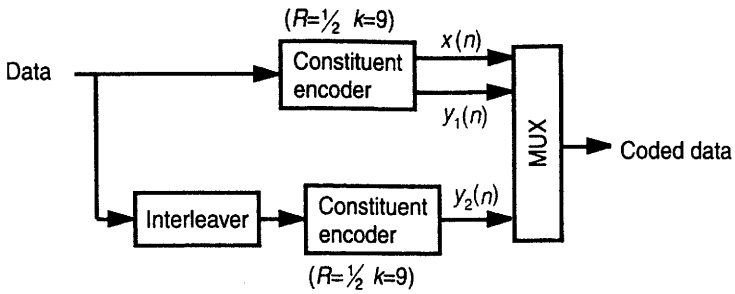 (R=½ k=9)
Data
Constituent
encoder
x(n)
y₁(n)
MUX
Coded data
Interleaver
Constituent
encoder
y₂(n)
(R=½ k=9)